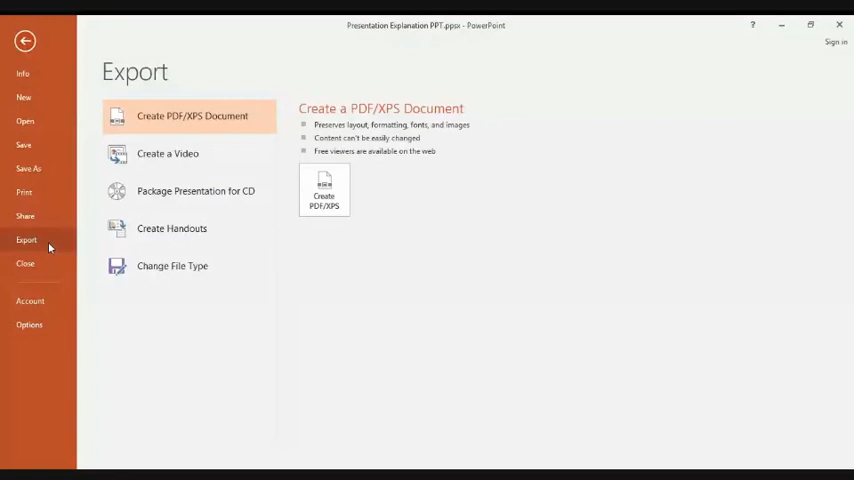 Presentation Explanation PPT.ppsx - PowerPoint
?
Sign in
Info
New
Open
Save
Save As
Print
Share
Export
Close
Account
Options
Export
Create PDF/XPS Document
Create a Video
Package Presentation for CD
Create Handouts
Change File Type
Create a PDF/XPS Document
Preserves layout, formatting, fonts, and images
Content can't be easily changed
Free viewers are available on the web
Create
PDF/XPS